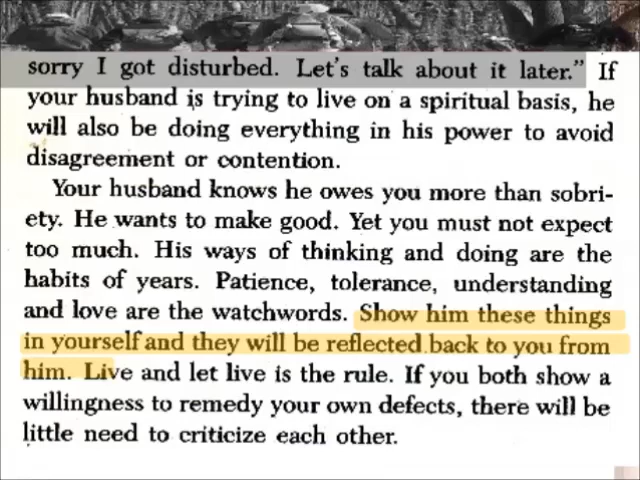 sorry I got disturbed. Let's talk about it later." If
your husband is trying to live on a spiritual basis, he
will also be doing everything in his power to avoid
disagreement or contention.
Your husband knows he owes you more than sobri-
ety. He wants to make good. Yet you must not expect
too much. His ways of thinking and doing are the
habits of years. Patience, tolerance, understanding
and love are the watchwords. Show him these things
in yourself and they will be reflected back to you from
him. Live and let live is the rule. If you both show a
willingness to remedy your own defects, there will be
little need to criticize each other.